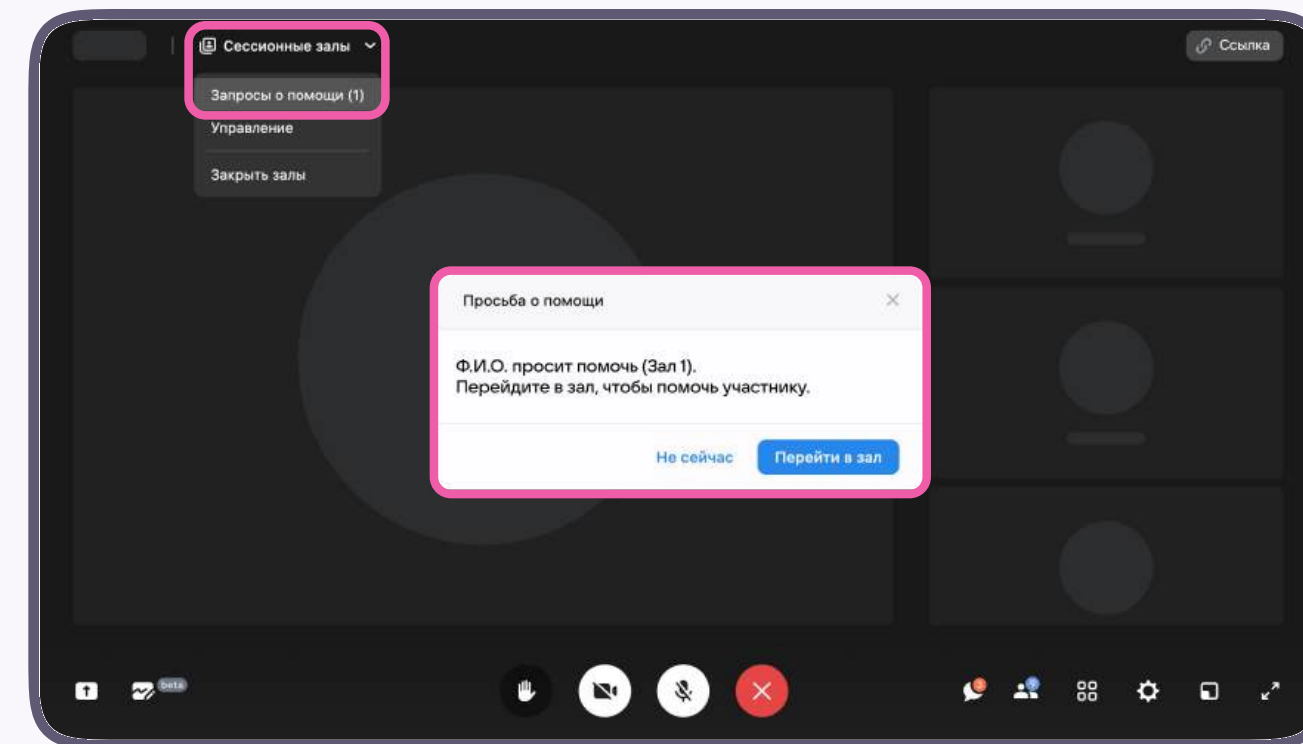 Сессионные залы
Ссылка
Запросы о помощи (1)
Управление
Закрыть залы
Просьба о помощи
Ф.И.О. просит помочь (Зал 1).
Перейдите в зал, чтобы помочь участнику.
Не сейчас
Перейти в зал
beta